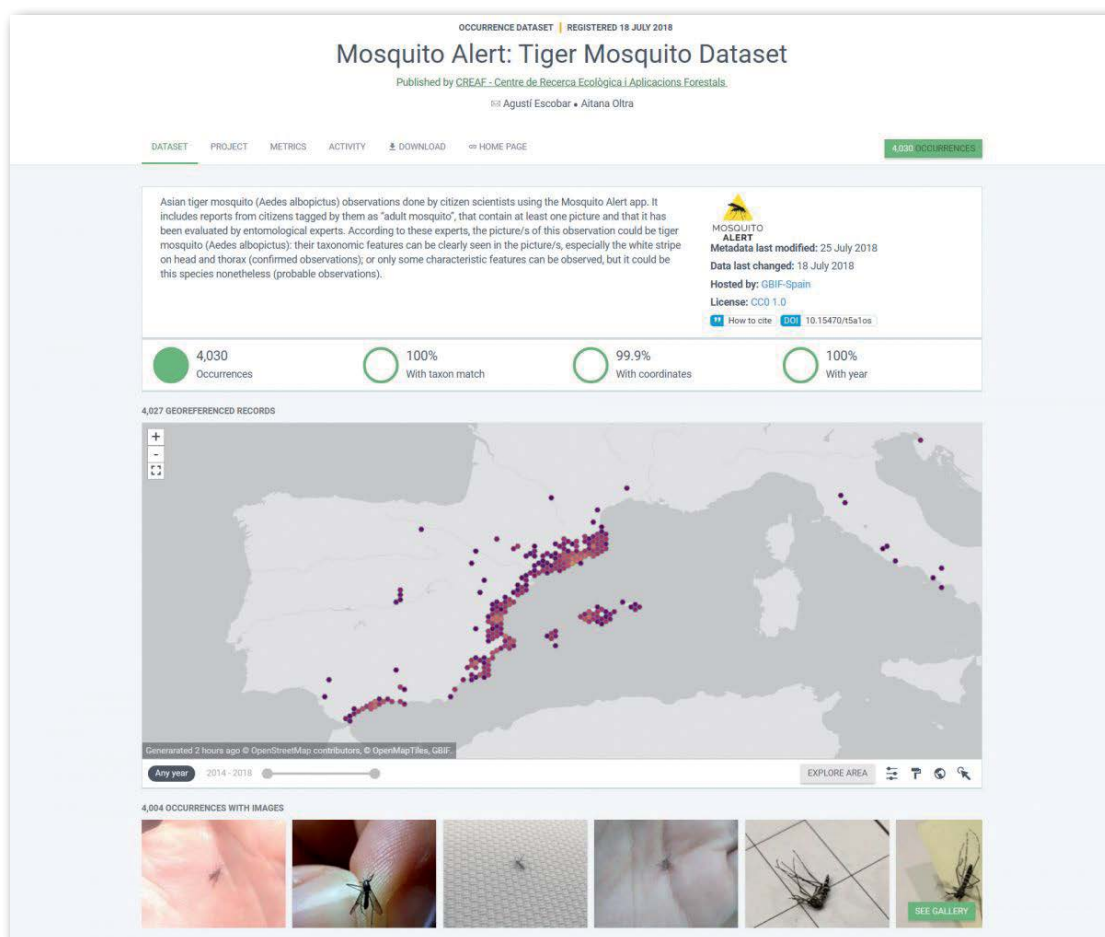 OCCURRENCE DATASET | REGISTERED 18 JULY 2018
Mosquito Alert: Tiger Mosquito Dataset
Published by CREAF - Centre de Recerca Ecològica i Aplicacions Forestals
Agustí Escobar • Aitana Oltra
DATASET PROJECT METRICS ACTIVITY DOWNLOAD HOME PAGE
4,030 OCCURRENCES
Asian tiger mosquito (Aedes albopictus) observations done by citizen scientists using the Mosquito Alert app. It
includes reports from citizens tagged by them as “adult mosquito”, that contain at least one picture and that it has
been evaluated by entomological experts. According to these experts, the picture/s of this observation could be tiger
mosquito (Aedes albopictus): their taxonomic features can be clearly seen in the picture/s, especially the white stripe
on head and thorax (confirmed observations); or only some characteristic features can be observed, but it could be
this species nonetheless (probable observations).
MOSQUITO
ALERT
Metadata last modified: 25 July 2018
Data last changed: 18 July 2018
Hosted by: GBIF-Spain
License: CC0 1.0
How to cite DOI 10.15470/t5a1os
4,030
Occurrences
100%
With taxon match
99.9%
With coordinates
100%
With year
4,027 GEOREFERENCED RECORDS
+
-
Generarated 2 hours ago © OpenStreetMap contributors, © OpenMapTiles, GBIF.
Any year 2014 - 2018
EXPLORE AREA
4,004 OCCURRENCES WITH IMAGES
SEE GALLERY